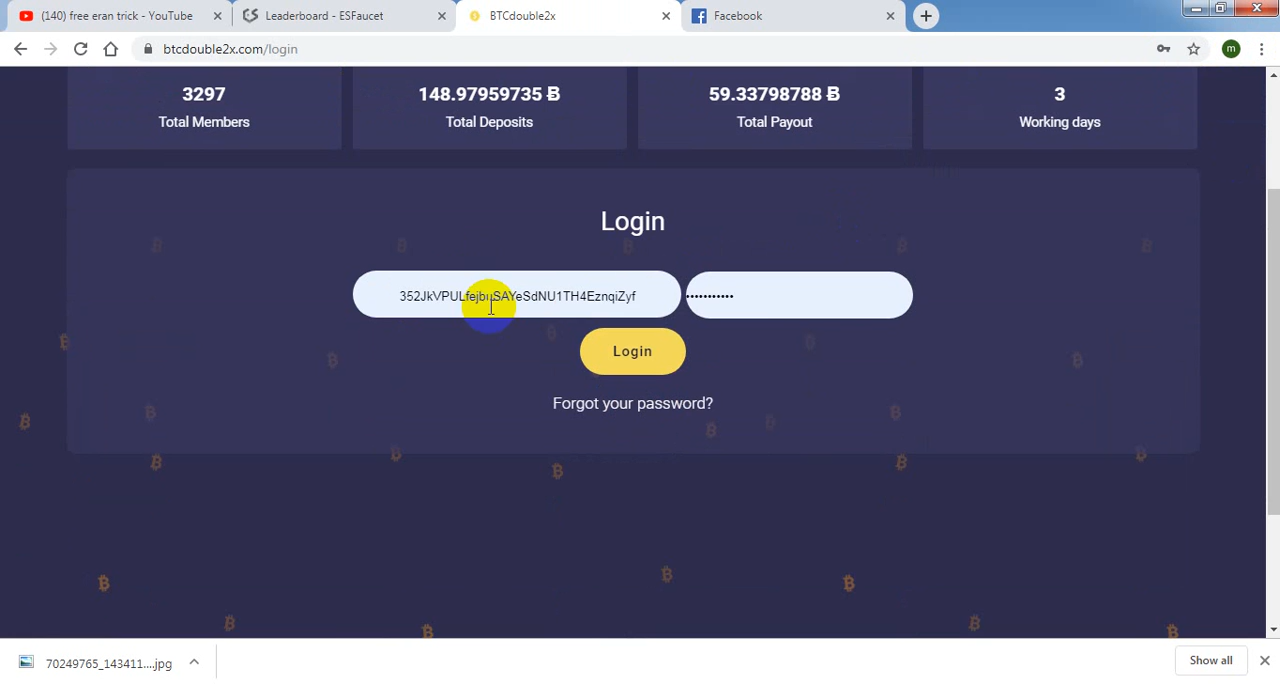 (140) free eran trick - YouTube
Leaderboard - ESFaucet
BTCdouble2x
Facebook
btcdouble2x.com/login
m
3297
148.97959735 Ƀ
59.33798788 Ƀ
3
Total Members
Total Deposits
Total Payout
Working days
Login
352JkVPULfejbuSAYeSdNU1TH4EznqiZyf
•••••••••••
Login
Forgot your password?
70249765_143411....jpg
Show all